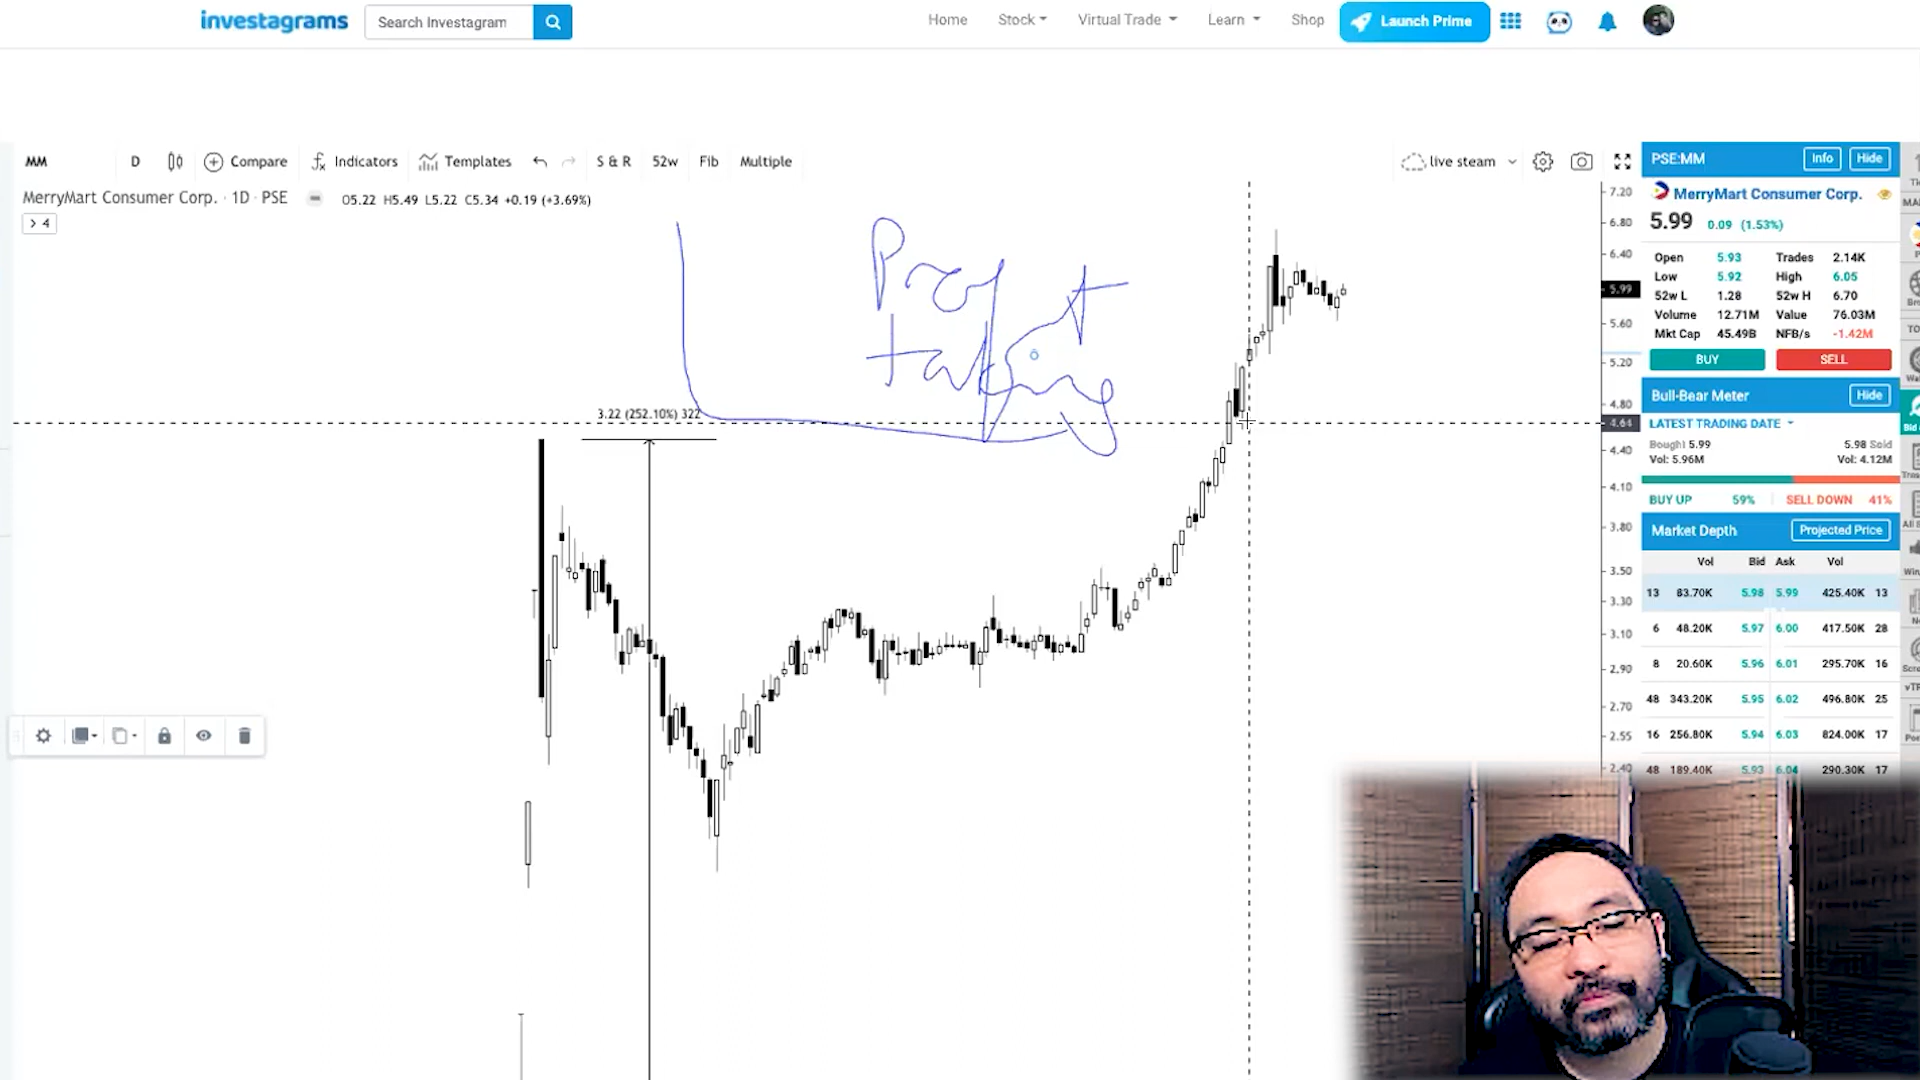 investagrams
Search Investagram
Home Stock Virtual Trade Learn Shop Launch Prime
MM D Compare Indicators Templates S & R 52w Fib Multiple
live steam
MerryMart Consumer Corp. · 1D · PSE O5.22 H5.49 L5.22 C5.34 +0.19 (+3.69%)
> 4
Profit
taking
3.22 (252.10%) 322
7.20
6.80
6.40
5.99
5.60
5.20
4.80
4.64
4.40
4.10
3.80
3.50
3.30
3.10
2.90
2.70
2.55
2.40
PSE:MM Info Hide
MerryMart Consumer Corp.
5.99 0.09 (1.53%)
Open 5.93 Trades 2.14K
Low 5.92 High 6.05
52w L 1.28 52w H 6.70
Volume 12.71M Value 76.03M
Mkt Cap 45.49B NFB/s -1.42M
BUY SELL
Bull-Bear Meter Hide
LATEST TRADING DATE
Bought 5.99 5.98 Sold
Vol: 5.96M Vol: 4.12M
BUY UP 59% SELL DOWN 41%
Market Depth Projected Price
Vol Bid Ask Vol
13 83.70K 5.98 5.99 425.40K 13
6 48.20K 5.97 6.00 417.50K 28
8 20.60K 5.96 6.01 295.70K 16
48 343.20K 5.95 6.02 496.80K 25
16 256.80K 5.94 6.03 824.00K 17
48 189.40K 5.93 6.04 290.30K 17